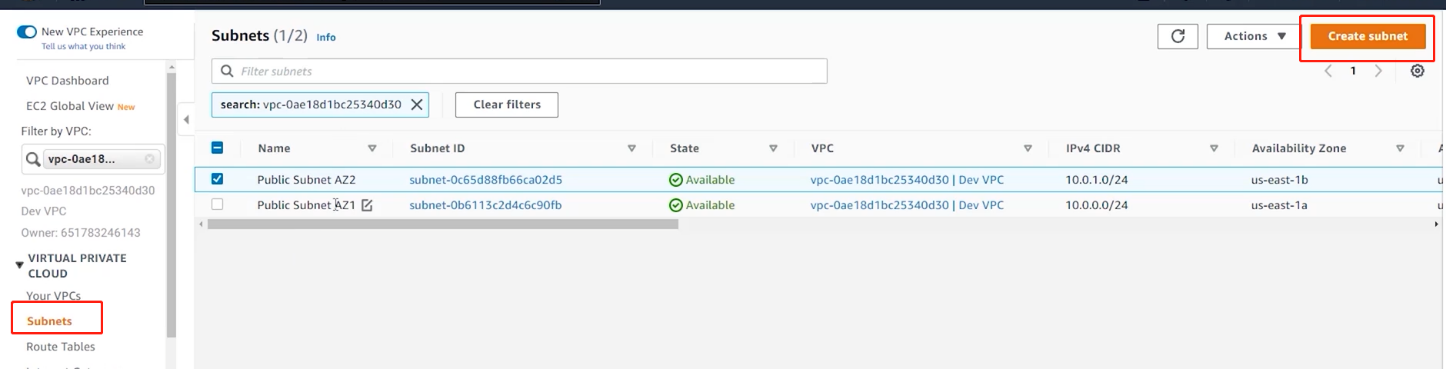 New VPC Experience
Tell us what you think
Subnets (1/2) Info
Actions
Create subnet
VPC Dashboard
Filter subnets
1
EC2 Global View New
search: vpc-0ae18d1bc25340d30
Clear filters
Filter by VPC:
vpc-0ae18...
Name Subnet ID State VPC IPv4 CIDR Availability Zone
Public Subnet AZ2 subnet-0c65d88fb66ca02d5 Available vpc-0ae18d1bc25340d30 | Dev VPC 10.0.1.0/24 us-east-1b
Public Subnet AZ1 subnet-0b6113c2d4c6c90fb Available vpc-0ae18d1bc25340d30 | Dev VPC 10.0.0.0/24 us-east-1a
vpc-0ae18d1bc25340d30
Dev VPC
Owner: 651783246143
VIRTUAL PRIVATE
CLOUD
Your VPCs
Subnets
Route Tables